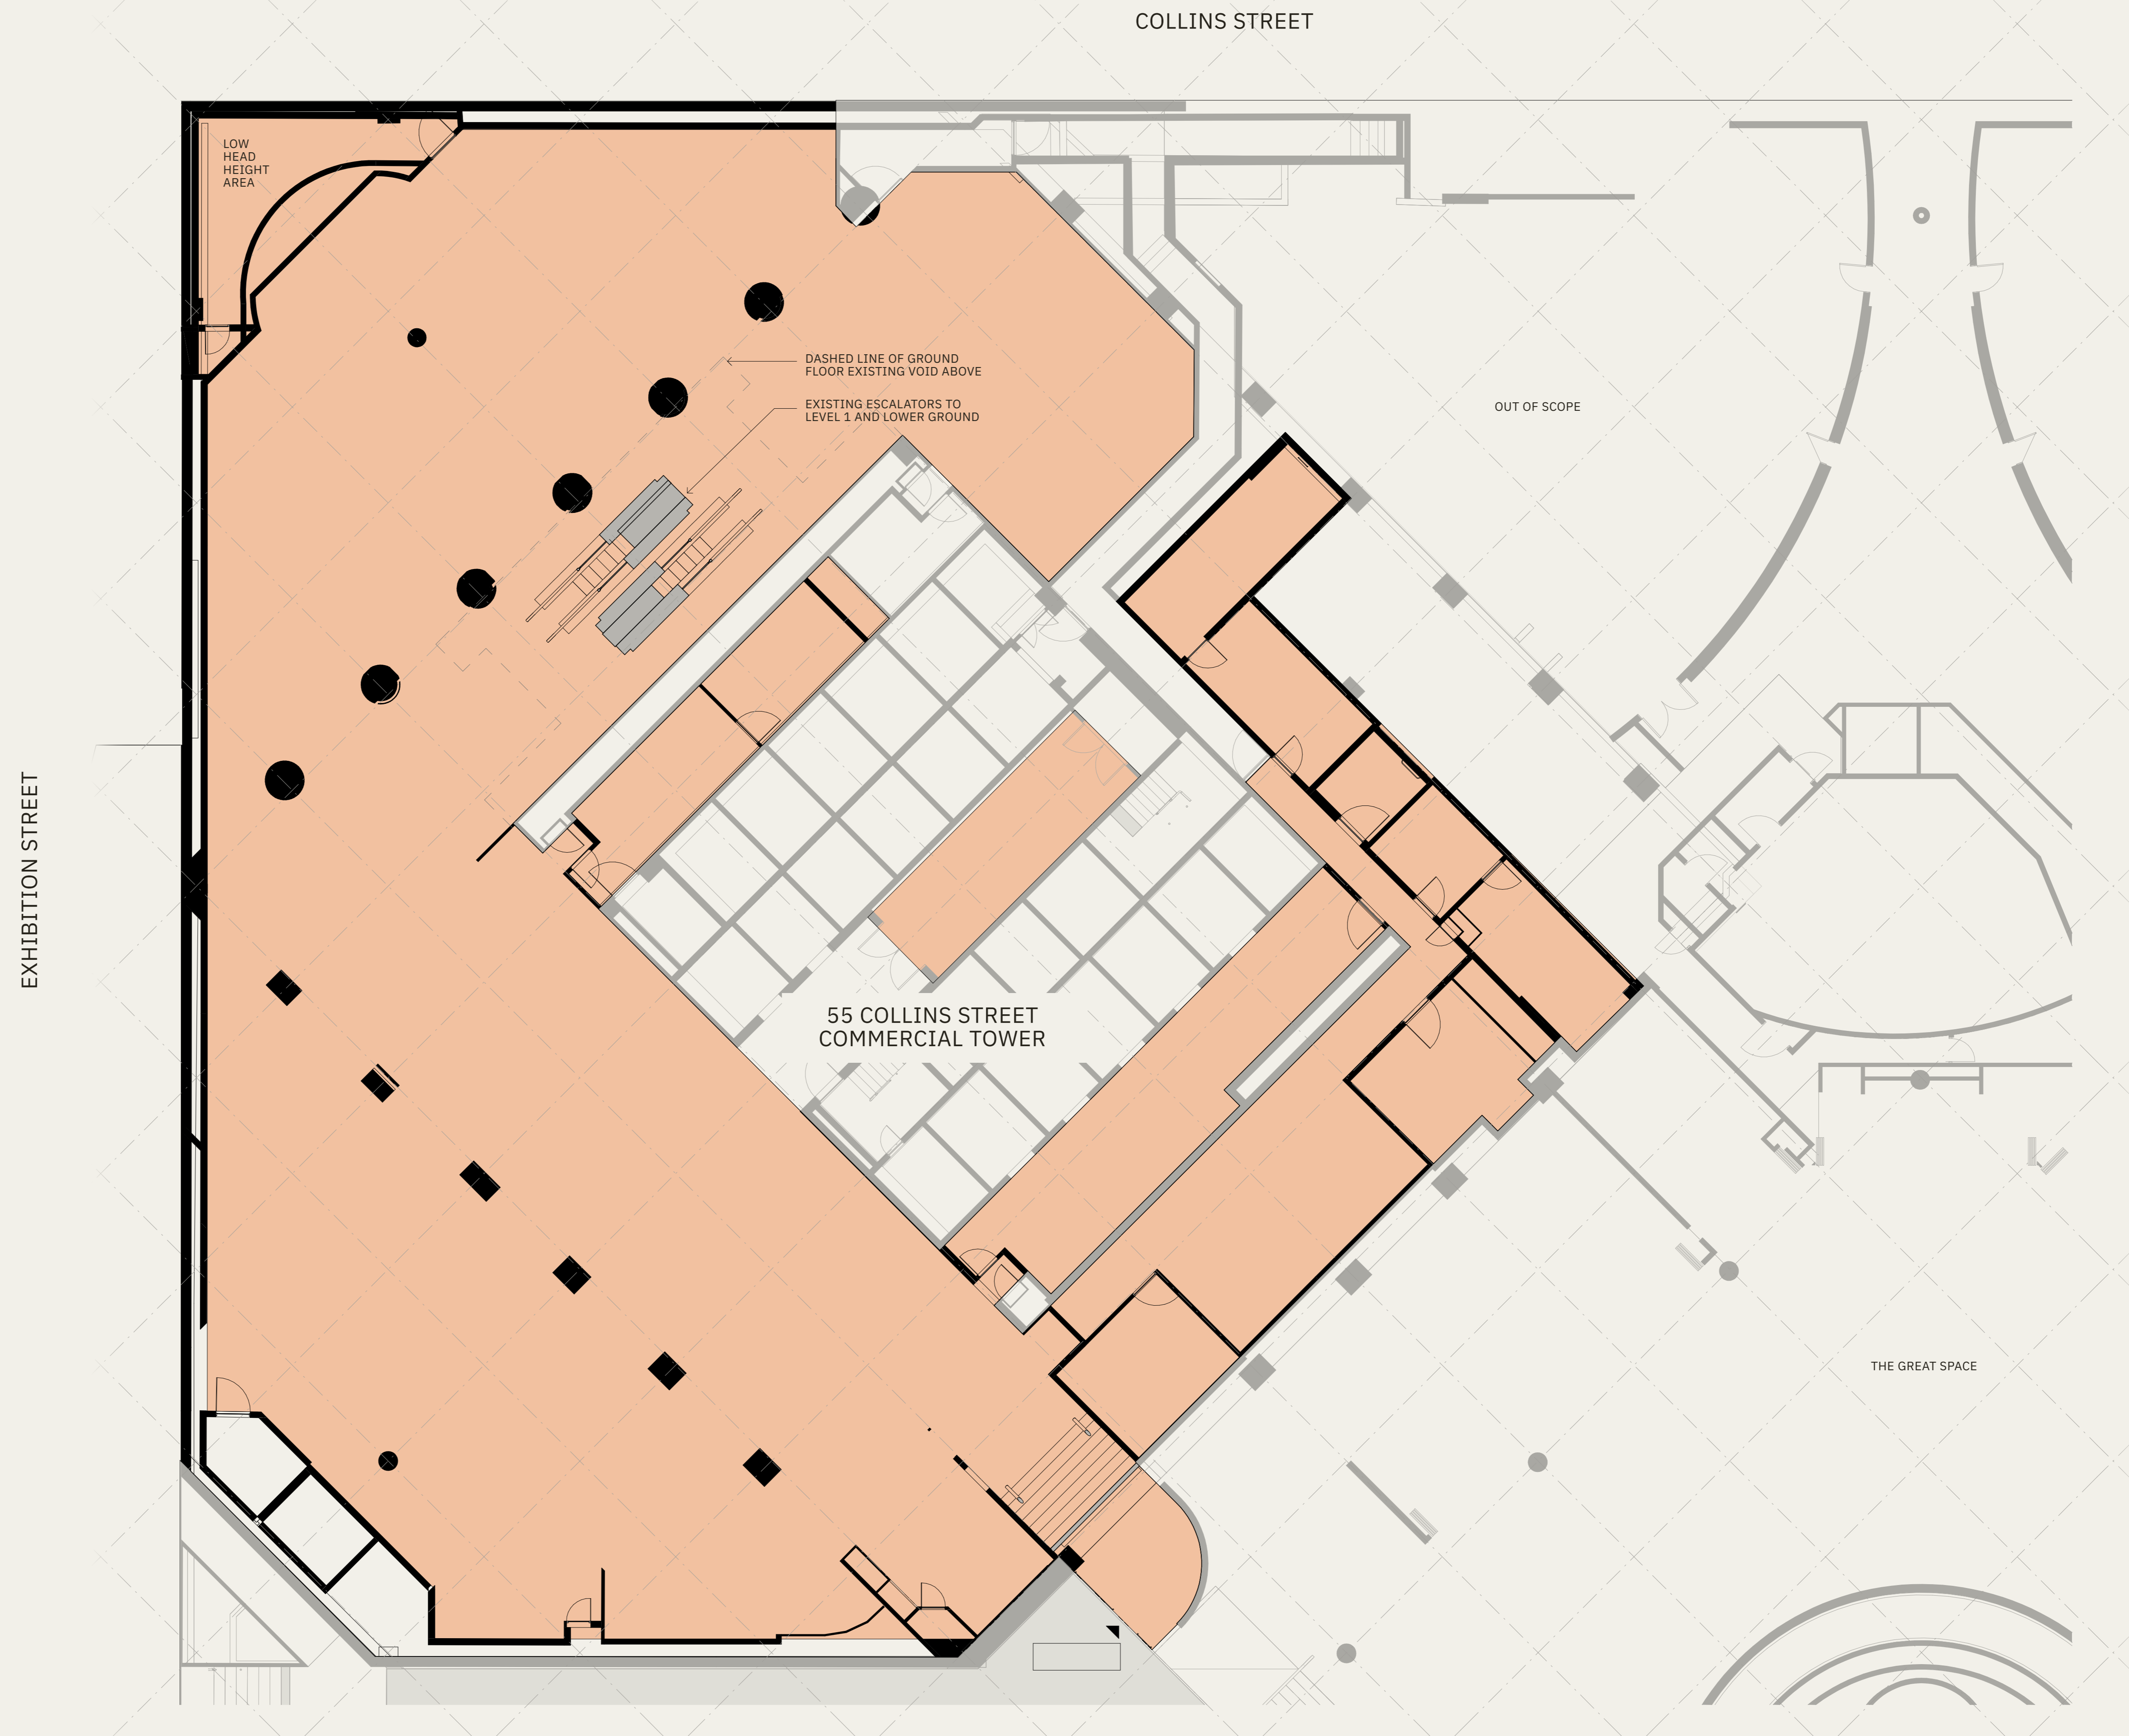 COLLINS STREET
LOW
HEAD
HEIGHT
AREA
DASHED LINE OF GROUND
FLOOR EXISTING VOID ABOVE
EXISTING ESCALATORS TO
LEVEL 1 AND LOWER GROUND
OUT OF SCOPE
EXHIBITION STREET
55 COLLINS STREET
COMMERCIAL TOWER
THE GREAT SPACE